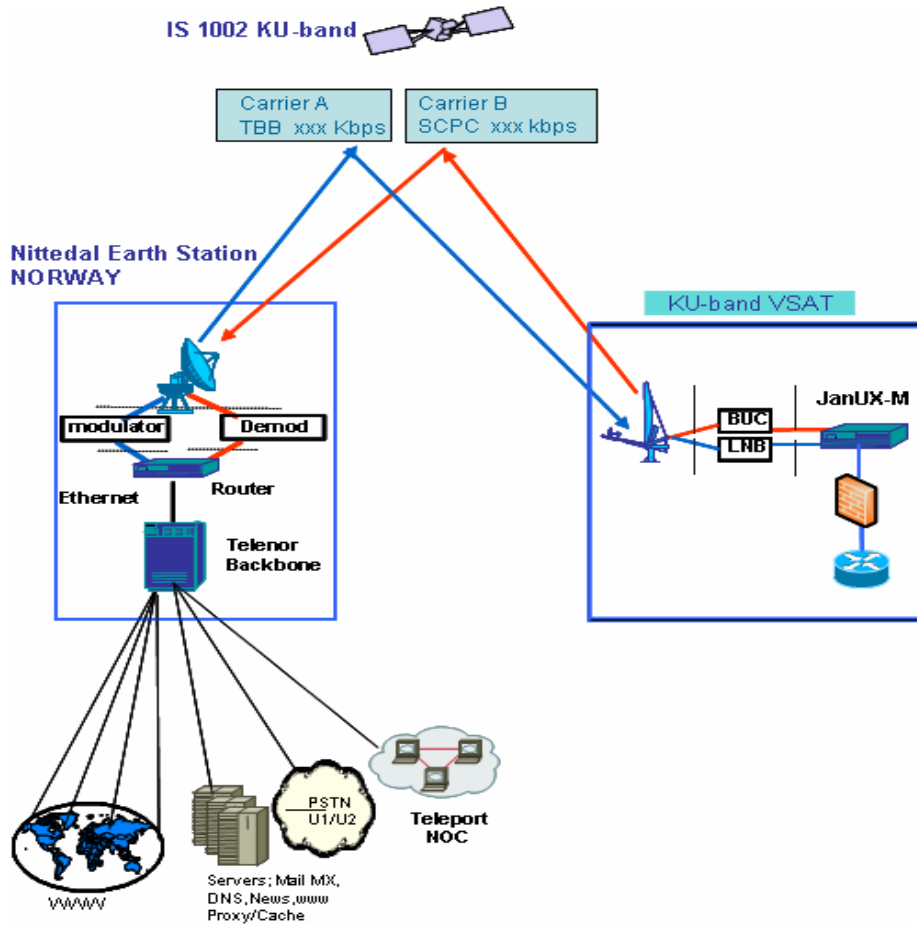 IS 1002 KU-band
Carrier A
TBB xxx Kbps
Carrier B
SCPC xxx kbps
Nittedal Earth Station
NORWAY
KU-band VSAT
modulator
Demod
Ethernet
Router
Telenor
Backbone
BUC
LNB
JanUX-M
PSTN
U1/U2
Teleport
NOC
WWW
Servers; Mail MX,
DNS,News,www
Proxy/Cache